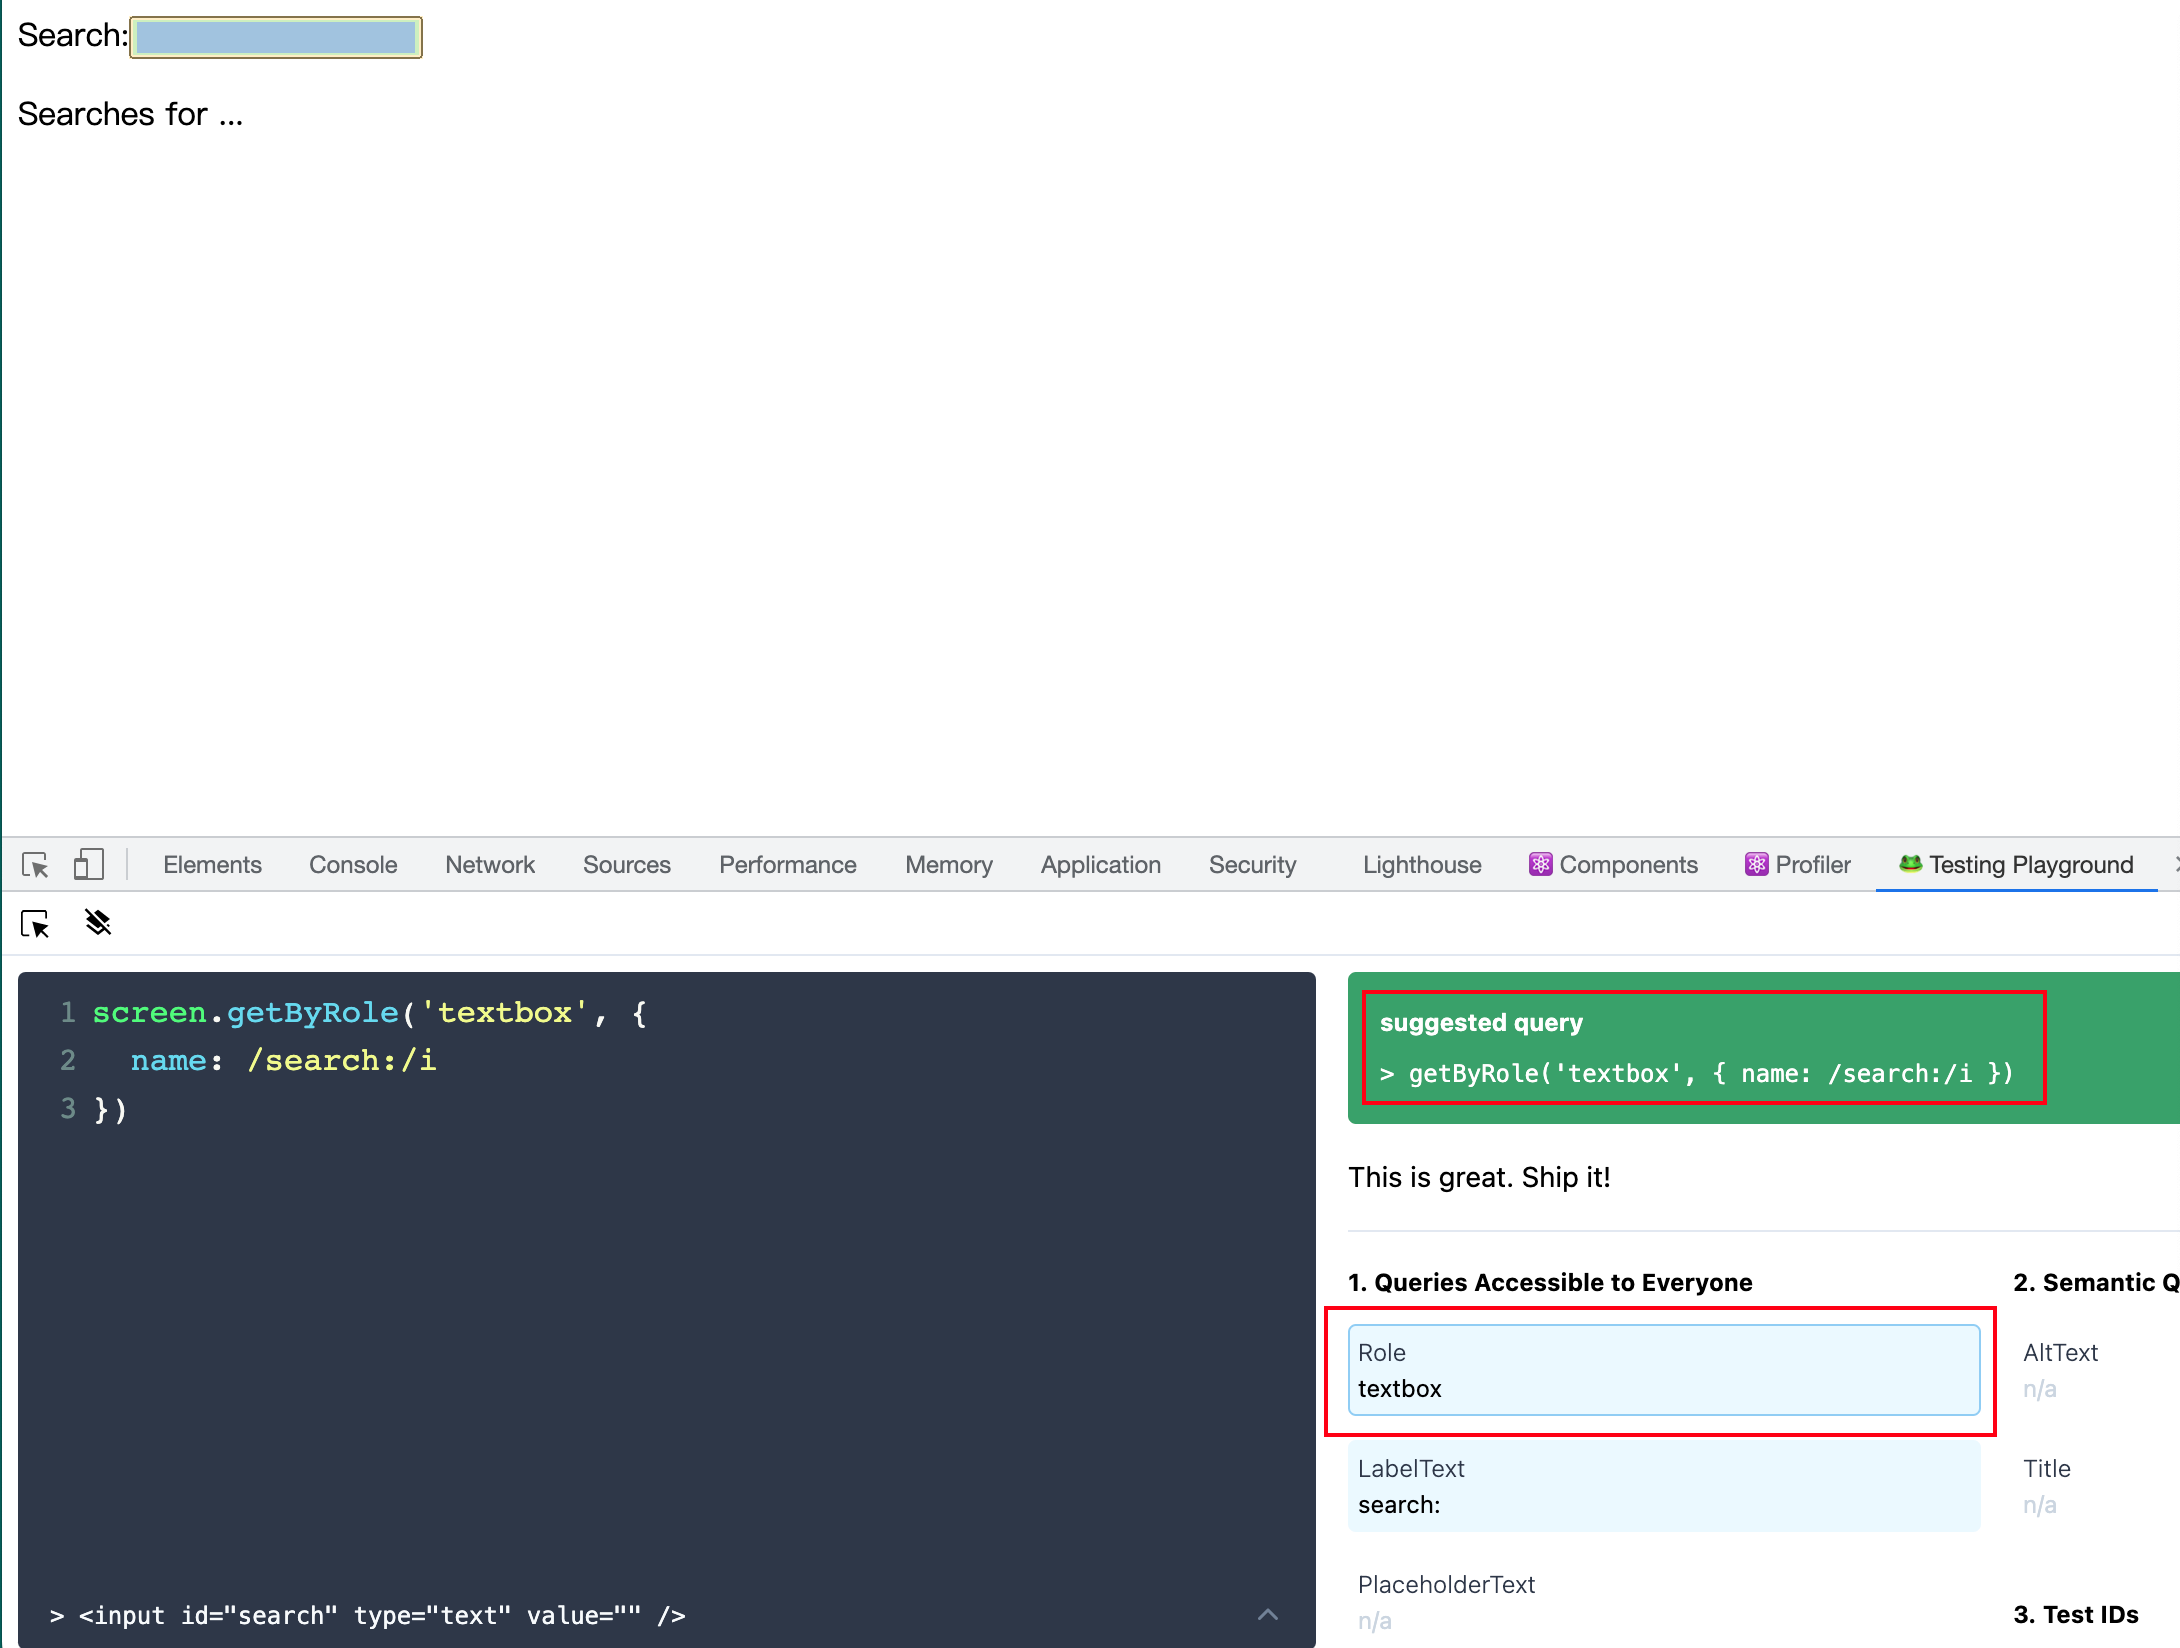 Search:
Searches for ...
Elements Console Network Sources Performance Memory Application Security Lighthouse Components Profiler Testing Playground
1 screen.getByRole('textbox', {
2 name: /search:/i
3 })
> <input id="search" type="text" value="" />
suggested query
> getByRole('textbox', { name: /search:/i })
This is great. Ship it!
1. Queries Accessible to Everyone
Role
textbox
LabelText
search:
PlaceholderText
n/a
2. Semantic Q
AltText
n/a
Title
n/a
3. Test IDs